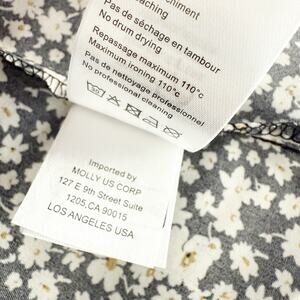 Pas de séchage en tambour
No drum drying
Repassage maximum 110°c
Maximum ironing 110°c
Pas de nettoyage professionnel
No professional cleaning
Imported by
MOLLY US CORP
127 E 9th Street Suite
1205,CA 90015
LOS ANGELES USA